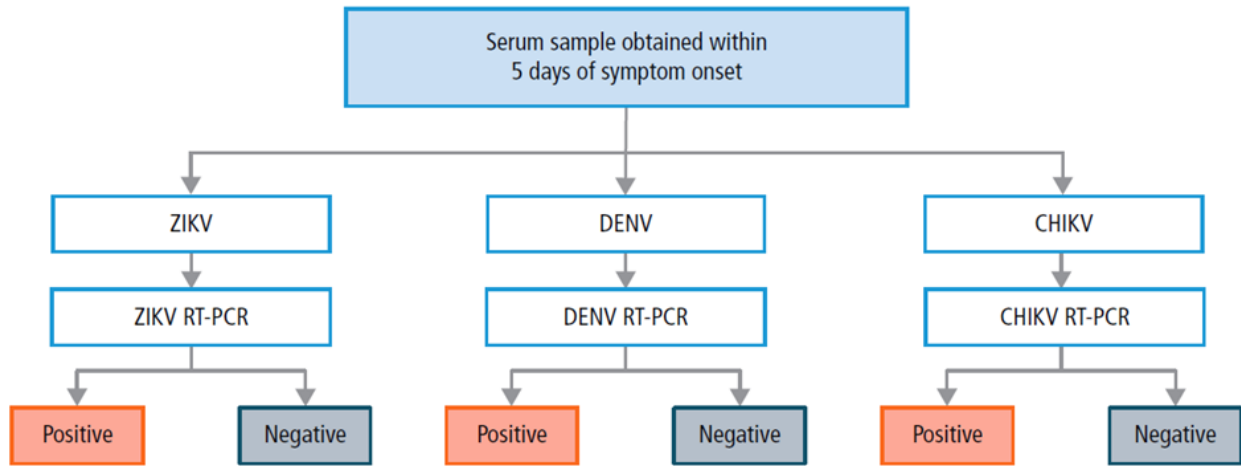 Serum sample obtained within
5 days of symptom onset
ZIKV
DENV
CHIKV
ZIKV RT-PCR
DENV RT-PCR
CHIKV RT-PCR
Positive
Negative
Positive
Negative
Positive
Negative